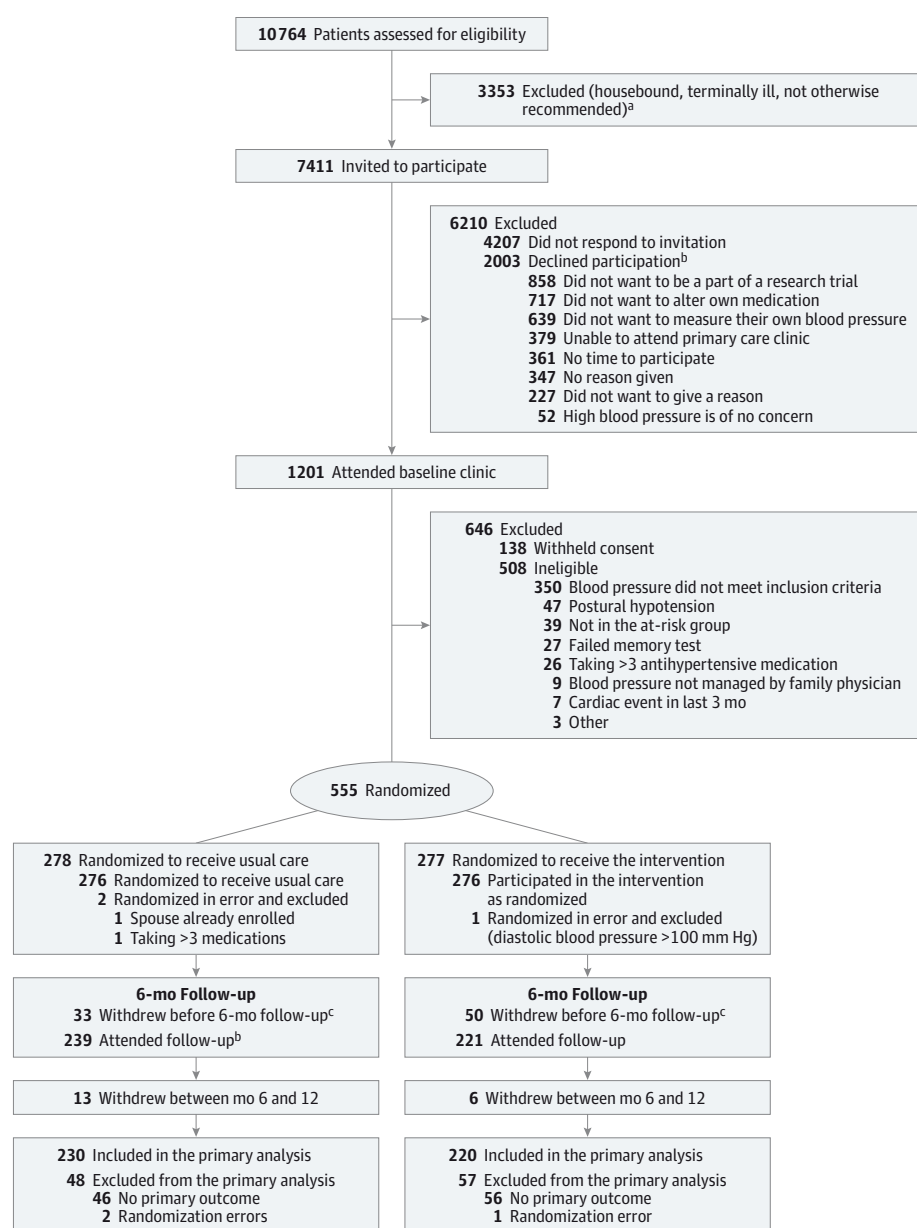 10764 Patients assessed for eligibility
3353 Excluded (housebound, terminally ill, not otherwise
recommended)a
7411 Invited to participate
6210 Excluded
4207 Did not respond to invitation
2003 Declined participationb
858 Did not want to be a part of a research trial
717 Did not want to alter own medication
639 Did not want to measure their own blood pressure
379 Unable to attend primary care clinic
361 No time to participate
347 No reason given
227 Did not want to give a reason
52 High blood pressure is of no concern
1201 Attended baseline clinic
646 Excluded
138 Withheld consent
508 Ineligible
350 Blood pressure did not meet inclusion criteria
47 Postural hypotension
39 Not in the at-risk group
27 Failed memory test
26 Taking >3 antihypertensive medication
9 Blood pressure not managed by family physician
7 Cardiac event in last 3 mo
3 Other
555 Randomized
278 Randomized to receive usual care
276 Randomized to receive usual care
2 Randomized in error and excluded
1 Spouse already enrolled
1 Taking >3 medications
277 Randomized to receive the intervention
276 Participated in the intervention
as randomized
1 Randomized in error and excluded
(diastolic blood pressure >100 mm Hg)
6-mo Follow-up
33 Withdrew before 6-mo follow-upc
239 Attended follow-upb
6-mo Follow-up
50 Withdrew before 6-mo follow-upc
221 Attended follow-up
13 Withdrew between mo 6 and 12
6 Withdrew between mo 6 and 12
230 Included in the primary analysis
48 Excluded from the primary analysis
46 No primary outcome
2 Randomization errors
220 Included in the primary analysis
57 Excluded from the primary analysis
56 No primary outcome
1 Randomization error